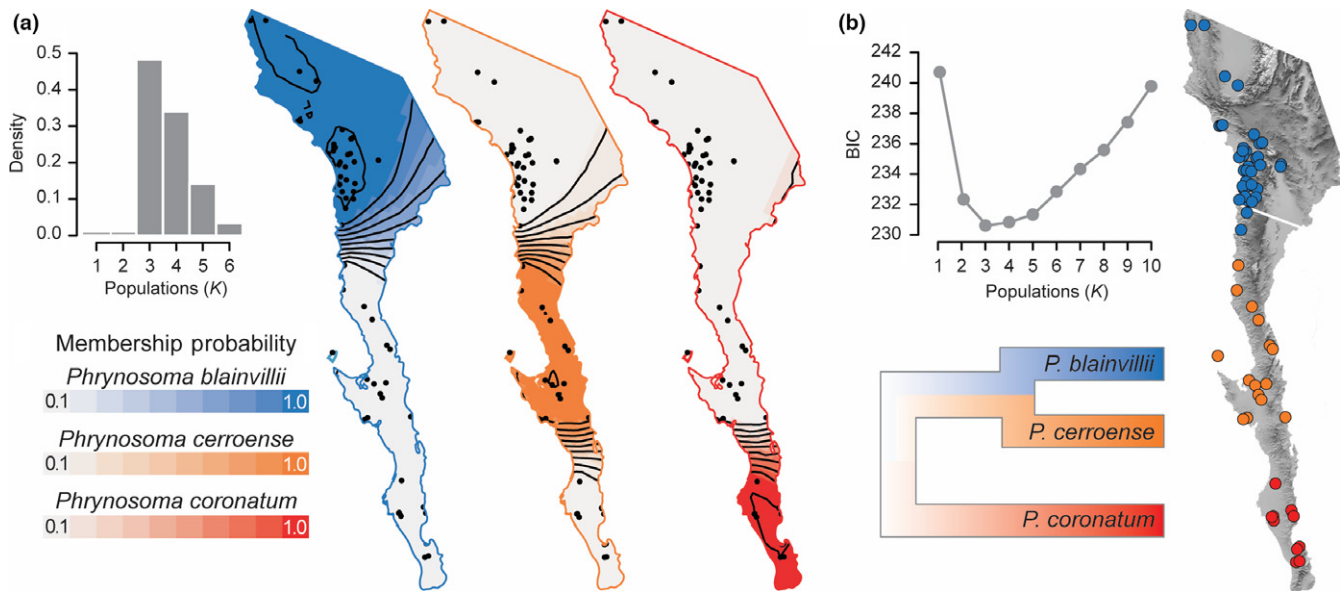 (a)
Density
0.5
0.4
0.3
0.2
0.1
0.0
1 2 3 4 5 6
Populations (K)
Membership probability
Phrynosoma blainvillii
0.1 1.0
Phrynosoma cerroense
0.1 1.0
Phrynosoma coronatum
0.1 1.0
(b)
BIC
242
240
238
236
234
232
230
1 2 3 4 5 6 7 8 9 10
Populations (K)
P. blainvillii
P. cerroense
P. coronatum